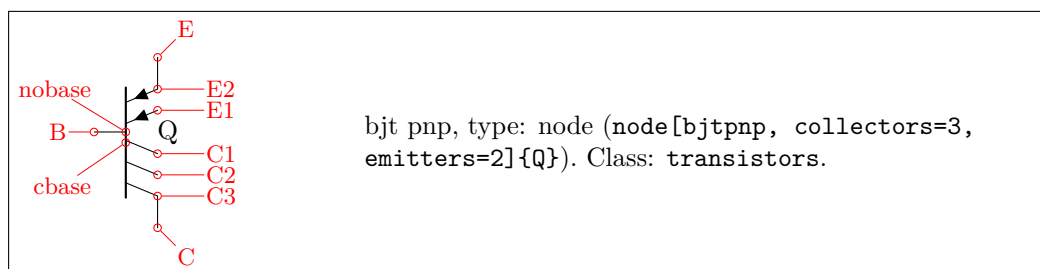 E
nobase
E2
E1
B
Q
C1
C2
cbase
C3
C
bjt pnp, type: node (node[bjtpnp, collectors=3,
emitters=2]{Q}). Class: transistors.